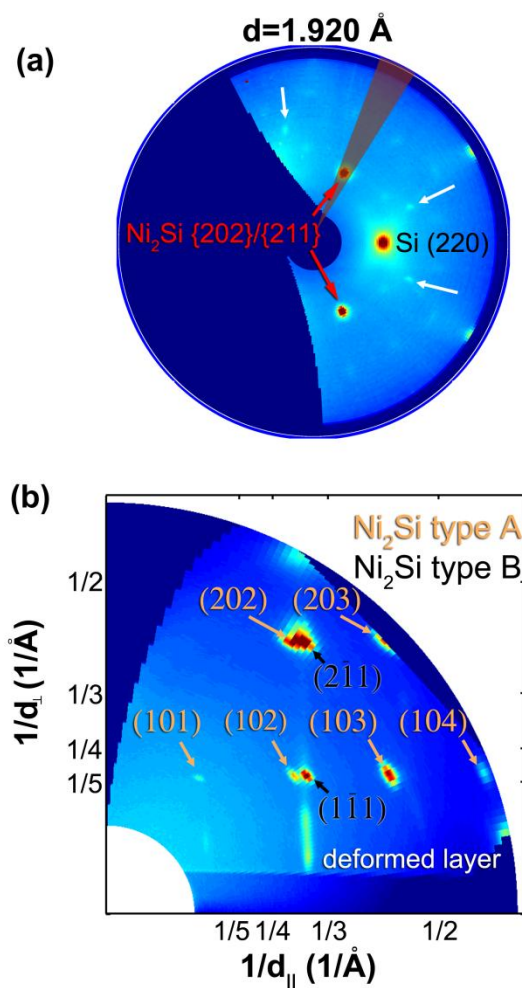 d=1.920 Å
(a)
Ni₂Si {202}/{211}
Si (220)
(b)
Ni₂Si type A
Ni₂Si type B
1/2
(202)
(203)
(2-11)
1/3
(101)
(102)
(103)
(104)
1/4
1/5
(1-11)
deformed layer
1/d⊥ (1/Å)
1/5 1/4 1/3 1/2
1/d|| (1/Å)